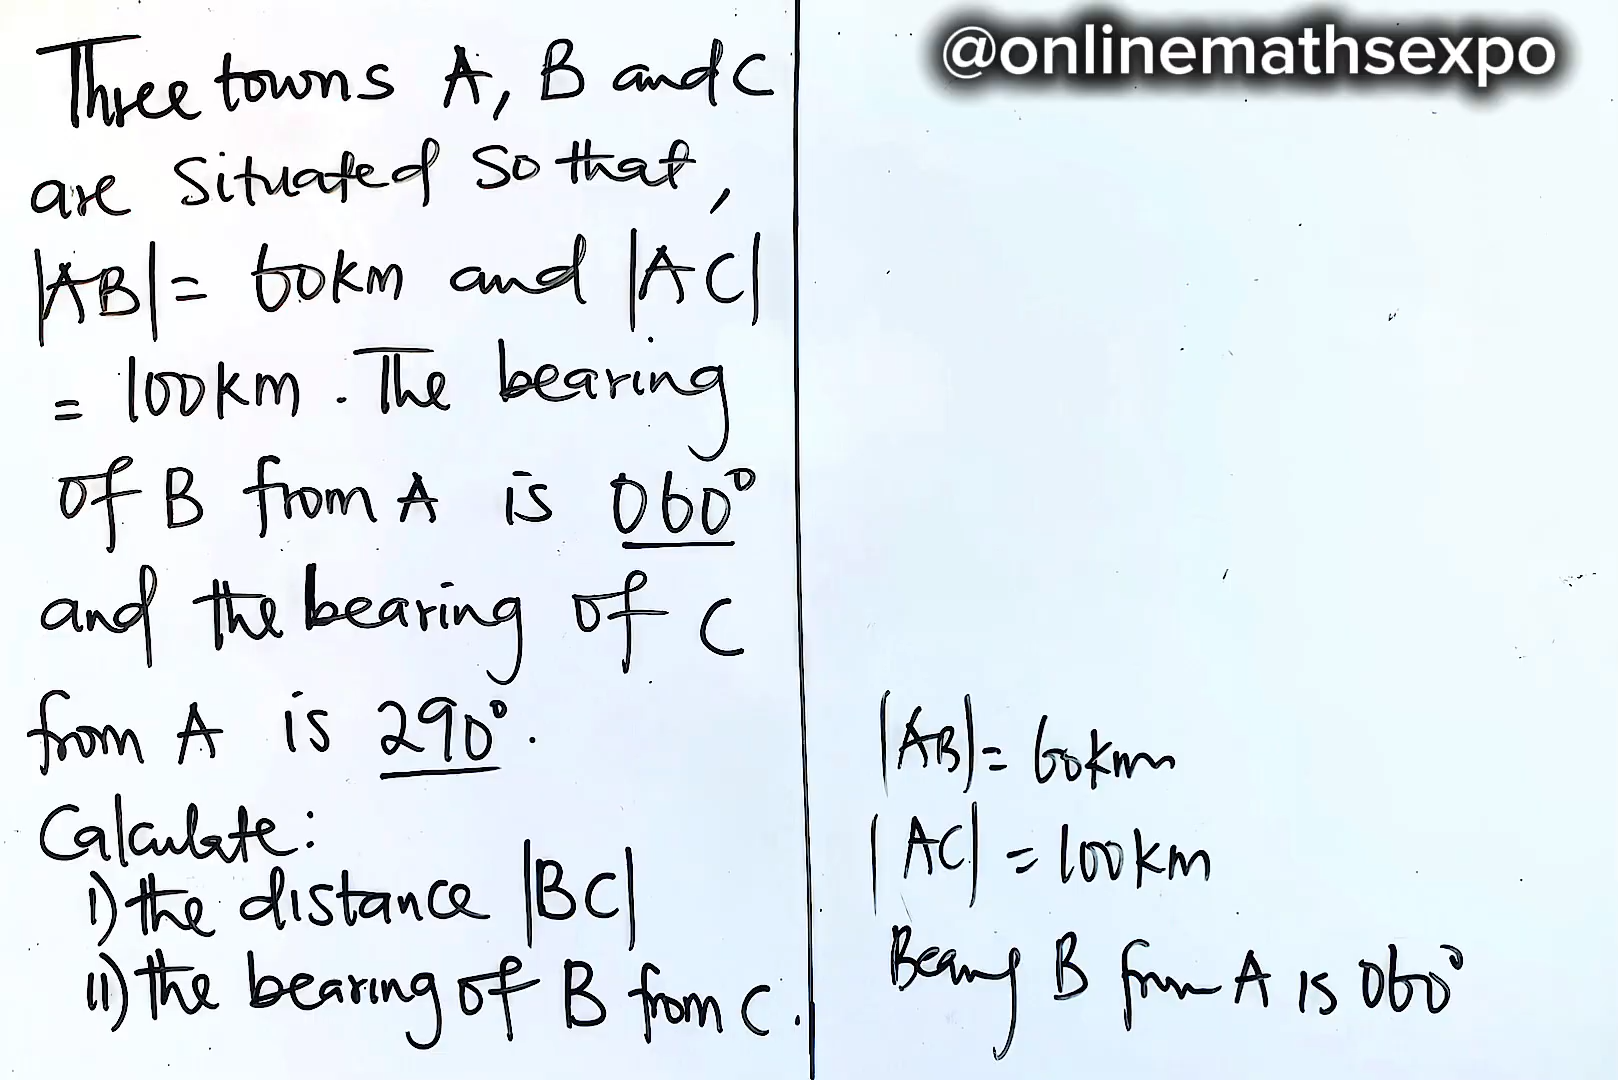 Three towns A, B and C
are situated so that,
|AB| = 60km and |AC|
= 100km. The bearing
of B from A is 060°
and the bearing of C
from A is 290°.
Calculate:
i) the distance |BC|
ii) the bearing of B from C.
@onlinemathsexpo
|AB| = 60km
|AC| = 100km
Bearing B from A is 060°